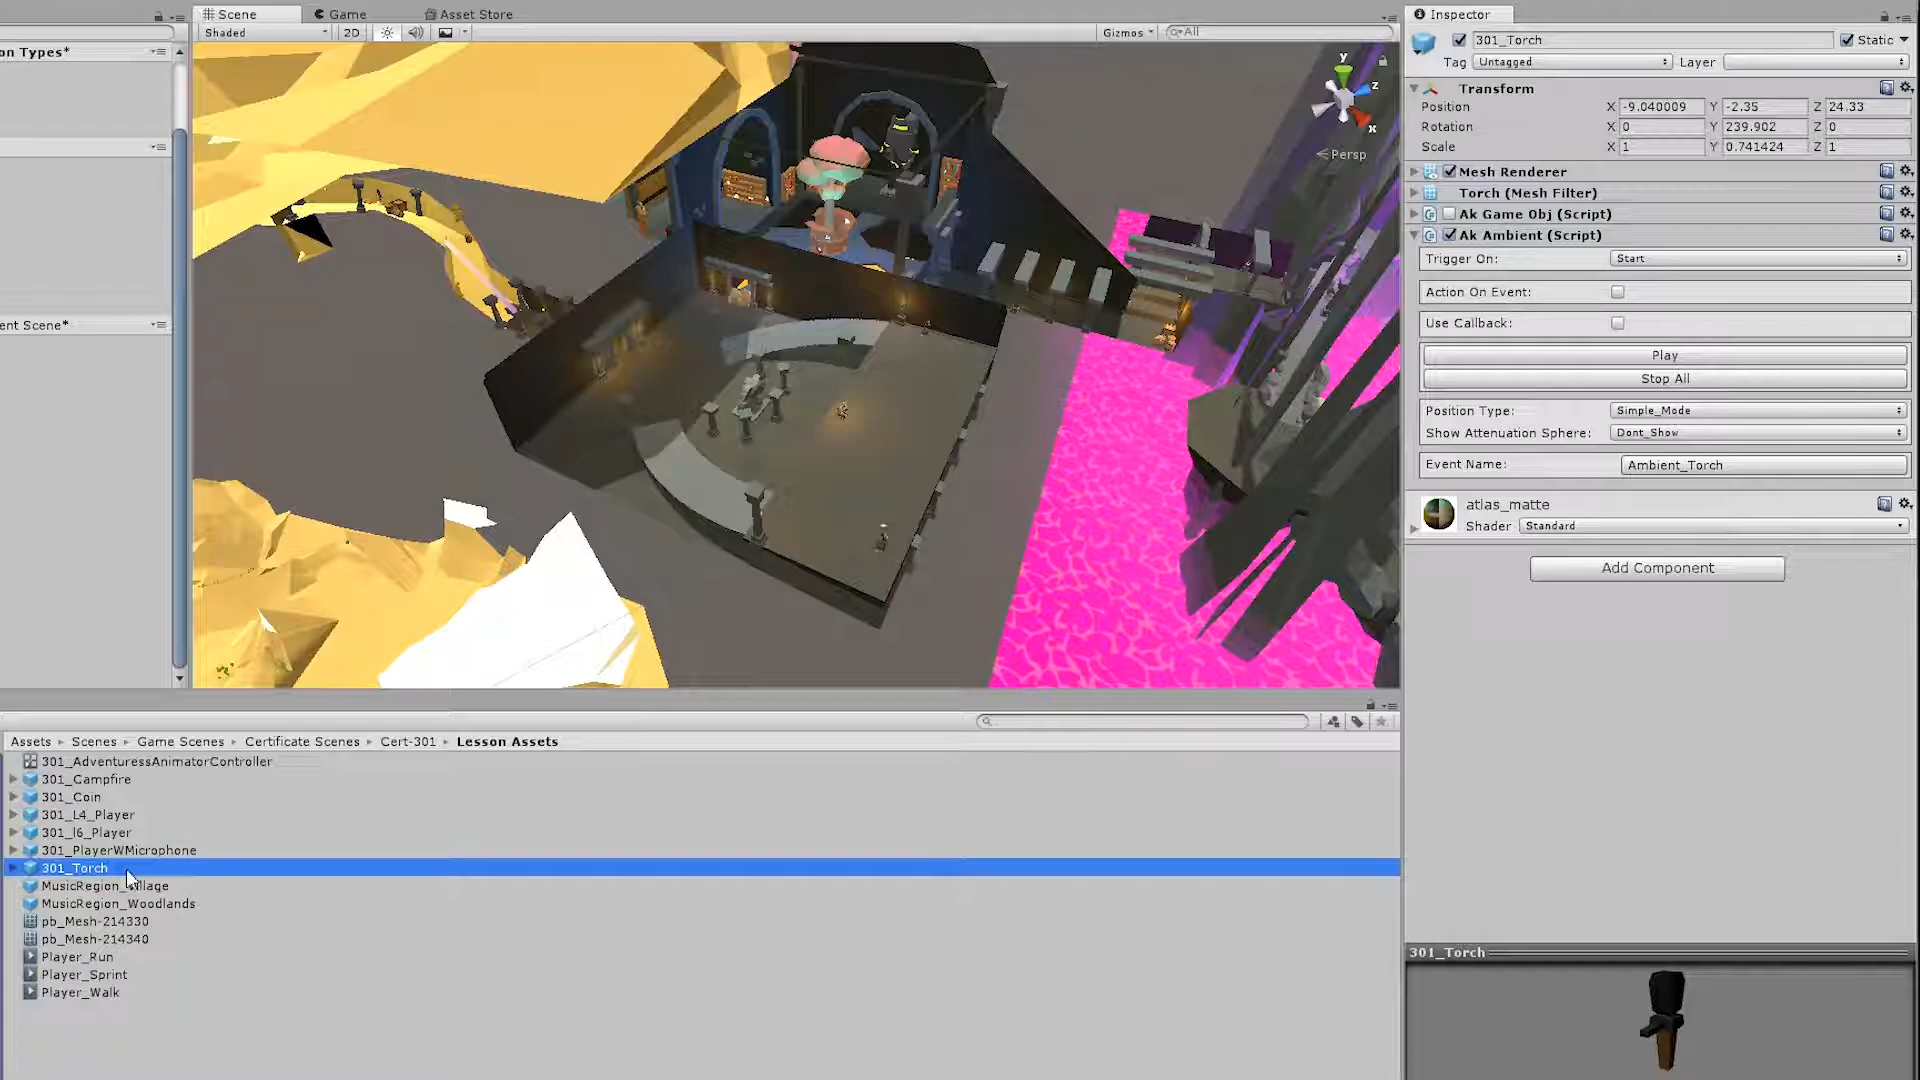 Scene Game Asset Store
Shaded 2D Gizmos All
on Types*
ent Scene*
y
z
x
Persp
Inspector
301_Torch Static
Tag Untagged Layer
Transform
Position X -9.040009 Y -2.35 Z 24.33
Rotation X 0 Y 239.902 Z 0
Scale X 1 Y 0.741424 Z 1
Mesh Renderer
Torch (Mesh Filter)
Ak Game Obj (Script)
Ak Ambient (Script)
Trigger On: Start
Action On Event:
Use Callback:
Play
Stop All
Position Type: Simple_Mode
Show Attenuation Sphere: Dont_Show
Event Name: Ambient_Torch
atlas_matte
Shader Standard
Add Component
Assets Scenes Game Scenes Certificate Scenes Cert-301 Lesson Assets
301_AdventuressAnimatorController
301_Campfire
301_Coin
301_L4_Player
301_l6_Player
301_PlayerWMicrophone
301_Torch
MusicRegion_Village
MusicRegion_Woodlands
pb_Mesh-214330
pb_Mesh-214340
Player_Run
Player_Sprint
Player_Walk
301_Torch